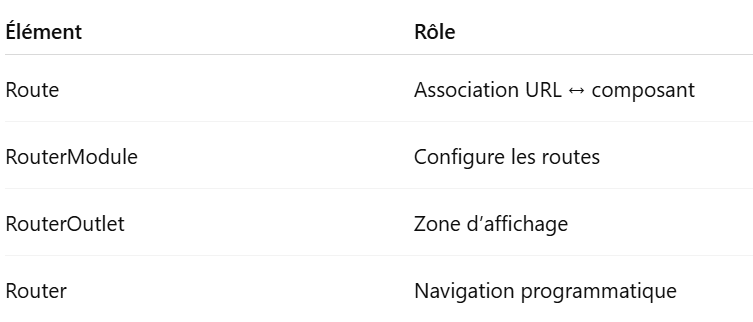 Élément Rôle
Route Association URL ↔ composant
RouterModule Configure les routes
RouterOutlet Zone d’affichage
Router Navigation programmatique